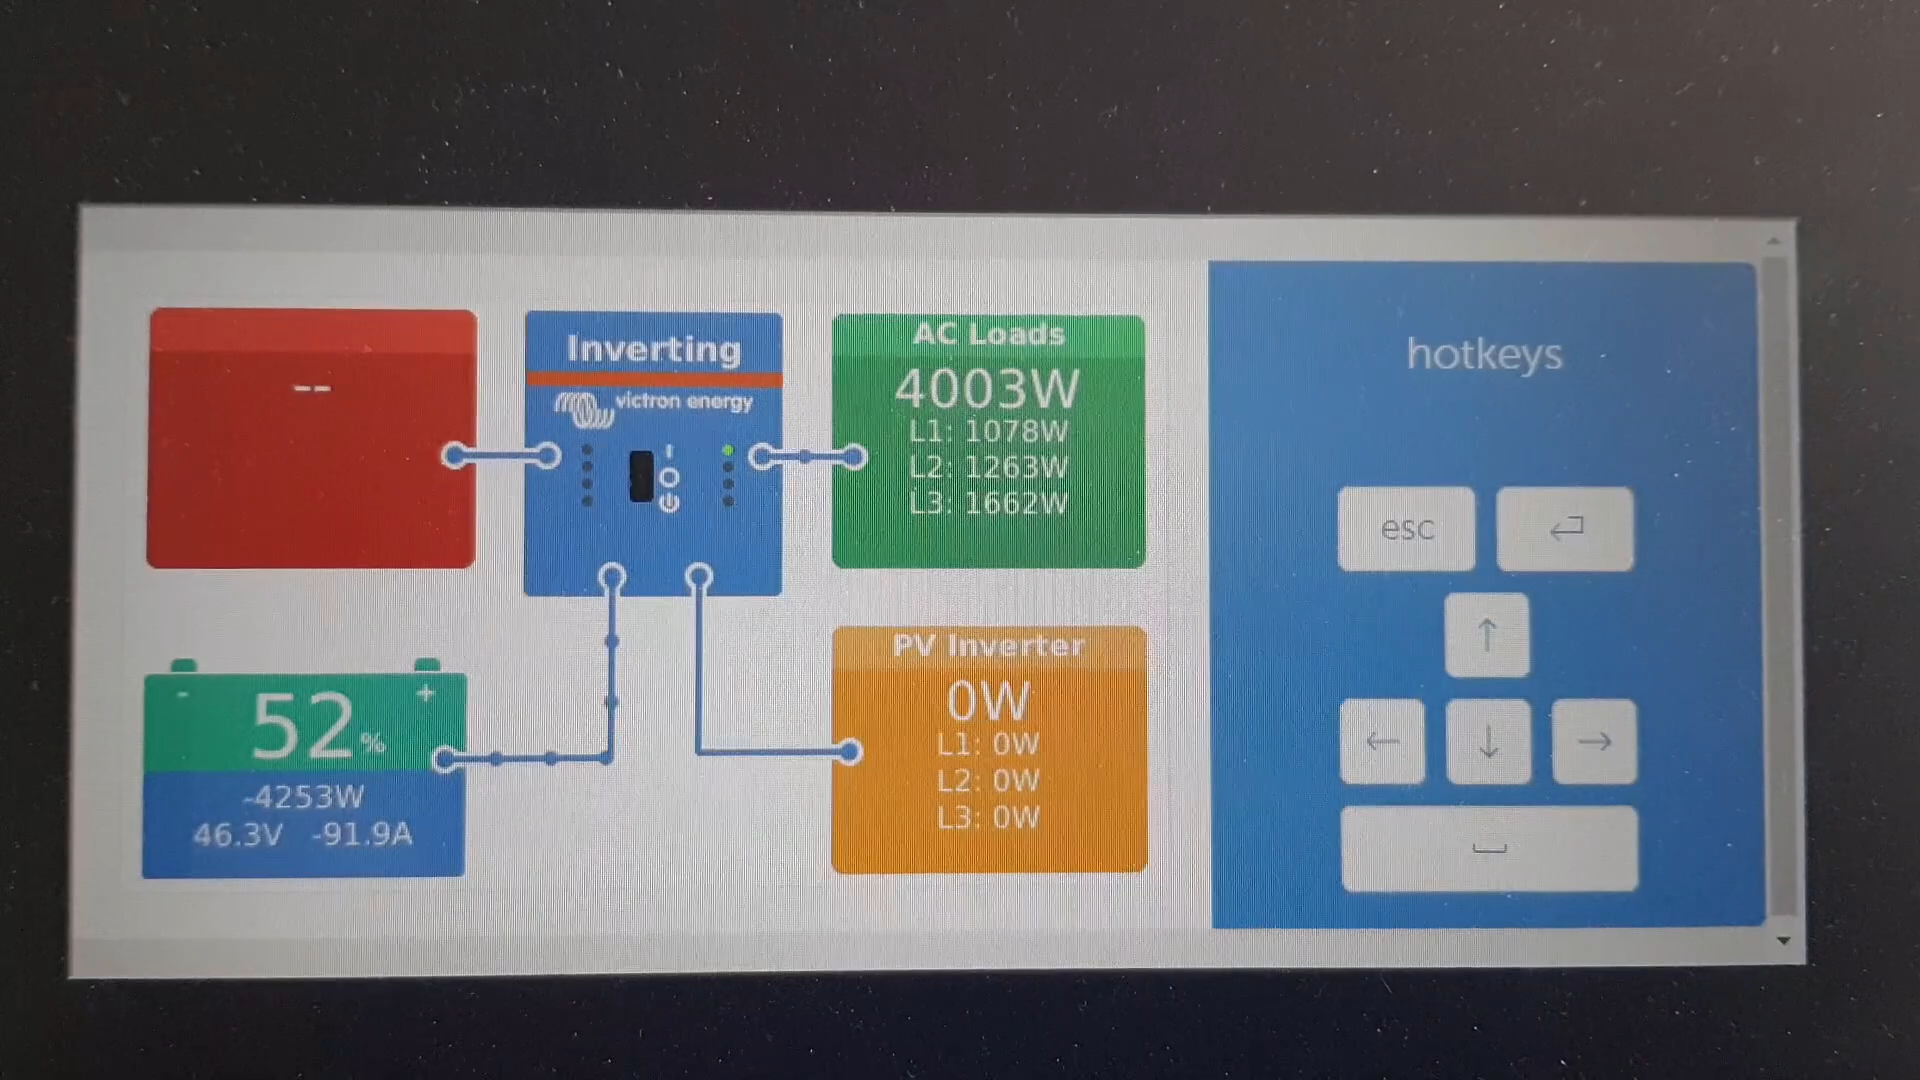 --
Inverting
victron energy
AC Loads
4003W
L1: 1078W
L2: 1263W
L3: 1662W
- 52% +
-4253W
46.3V -91.9A
PV Inverter
0W
L1: 0W
L2: 0W
L3: 0W
hotkeys
esc